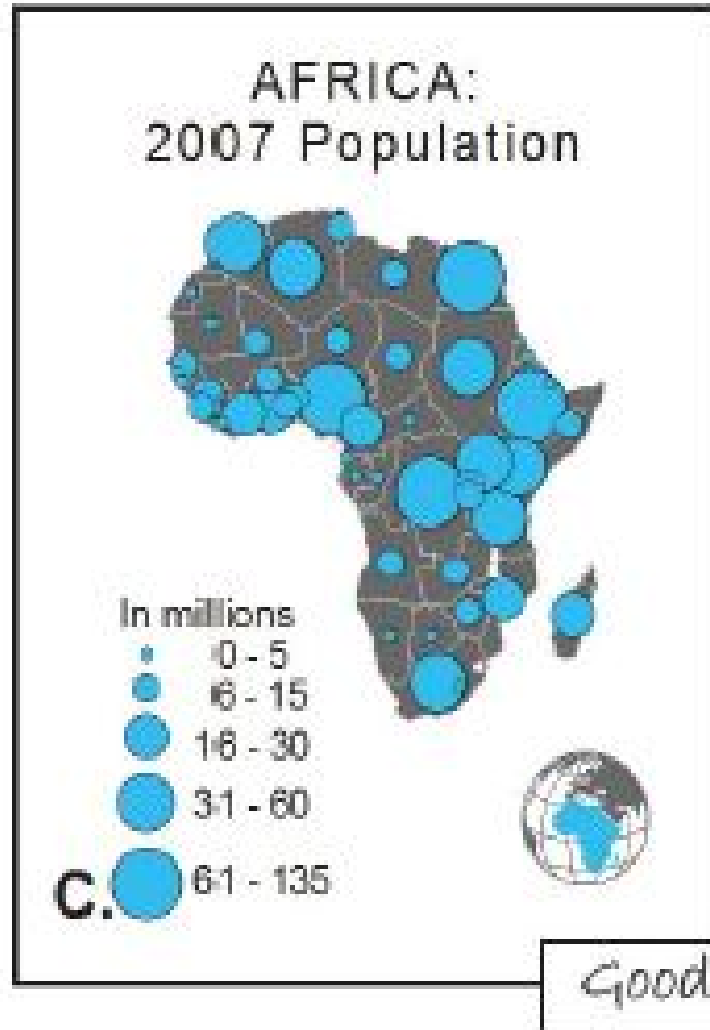 AFRICA:
2007 Population
In millions
0 - 5
6 - 15
16 - 30
31 - 60
C. 61 - 135
Good